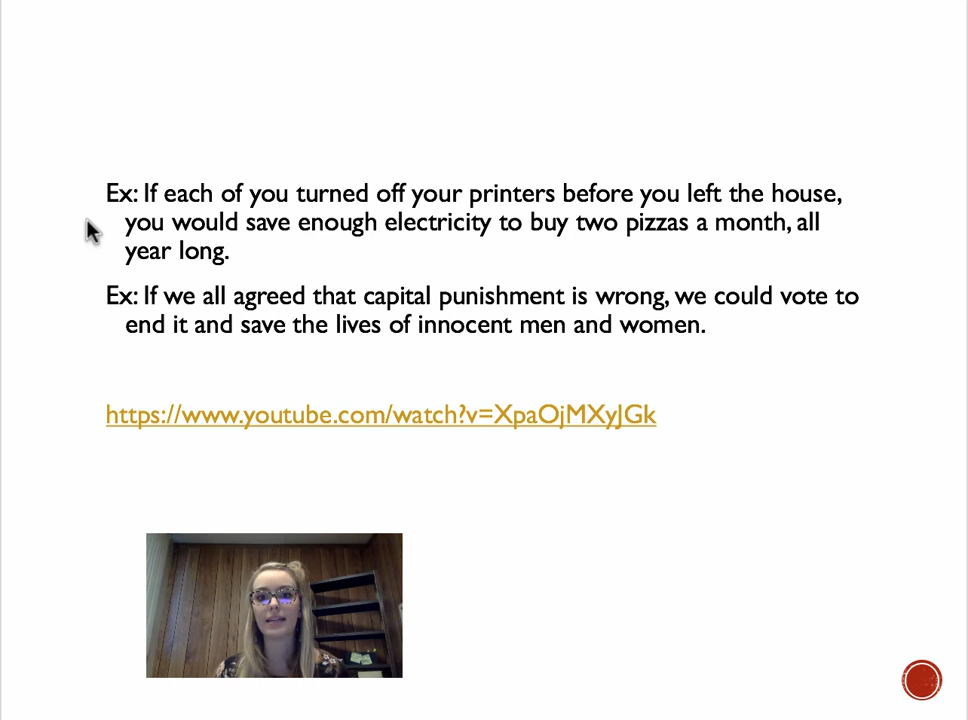 Ex: If each of you turned off your printers before you left the house,
you would save enough electricity to buy two pizzas a month, all
year long.
Ex: If we all agreed that capital punishment is wrong, we could vote to
end it and save the lives of innocent men and women.
https://www.youtube.com/watch?v=XpaOjMXyJGk